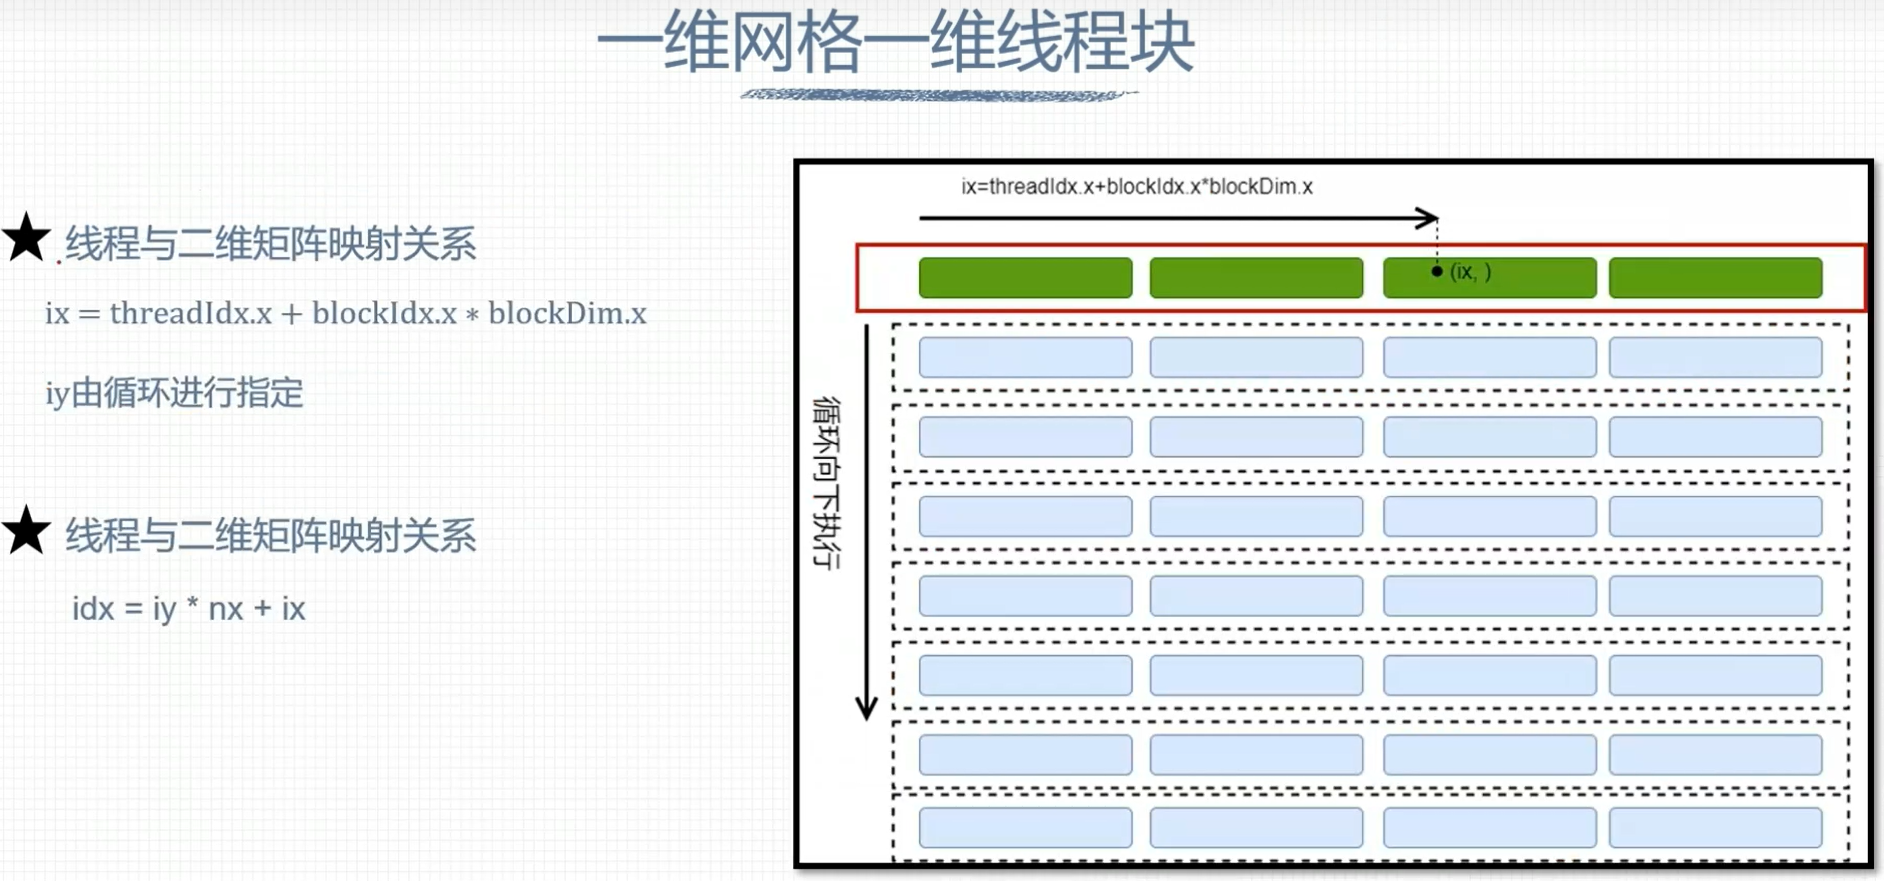 一维网格一维线程块
线程与二维矩阵映射关系
ix = threadIdx.x + blockIdx.x ∗ blockDim.x
iy由循环进行指定
线程与二维矩阵映射关系
idx = iy * nx + ix
ix=threadIdx.x+blockIdx.x*blockDim.x
(ix, )
循环向下执行